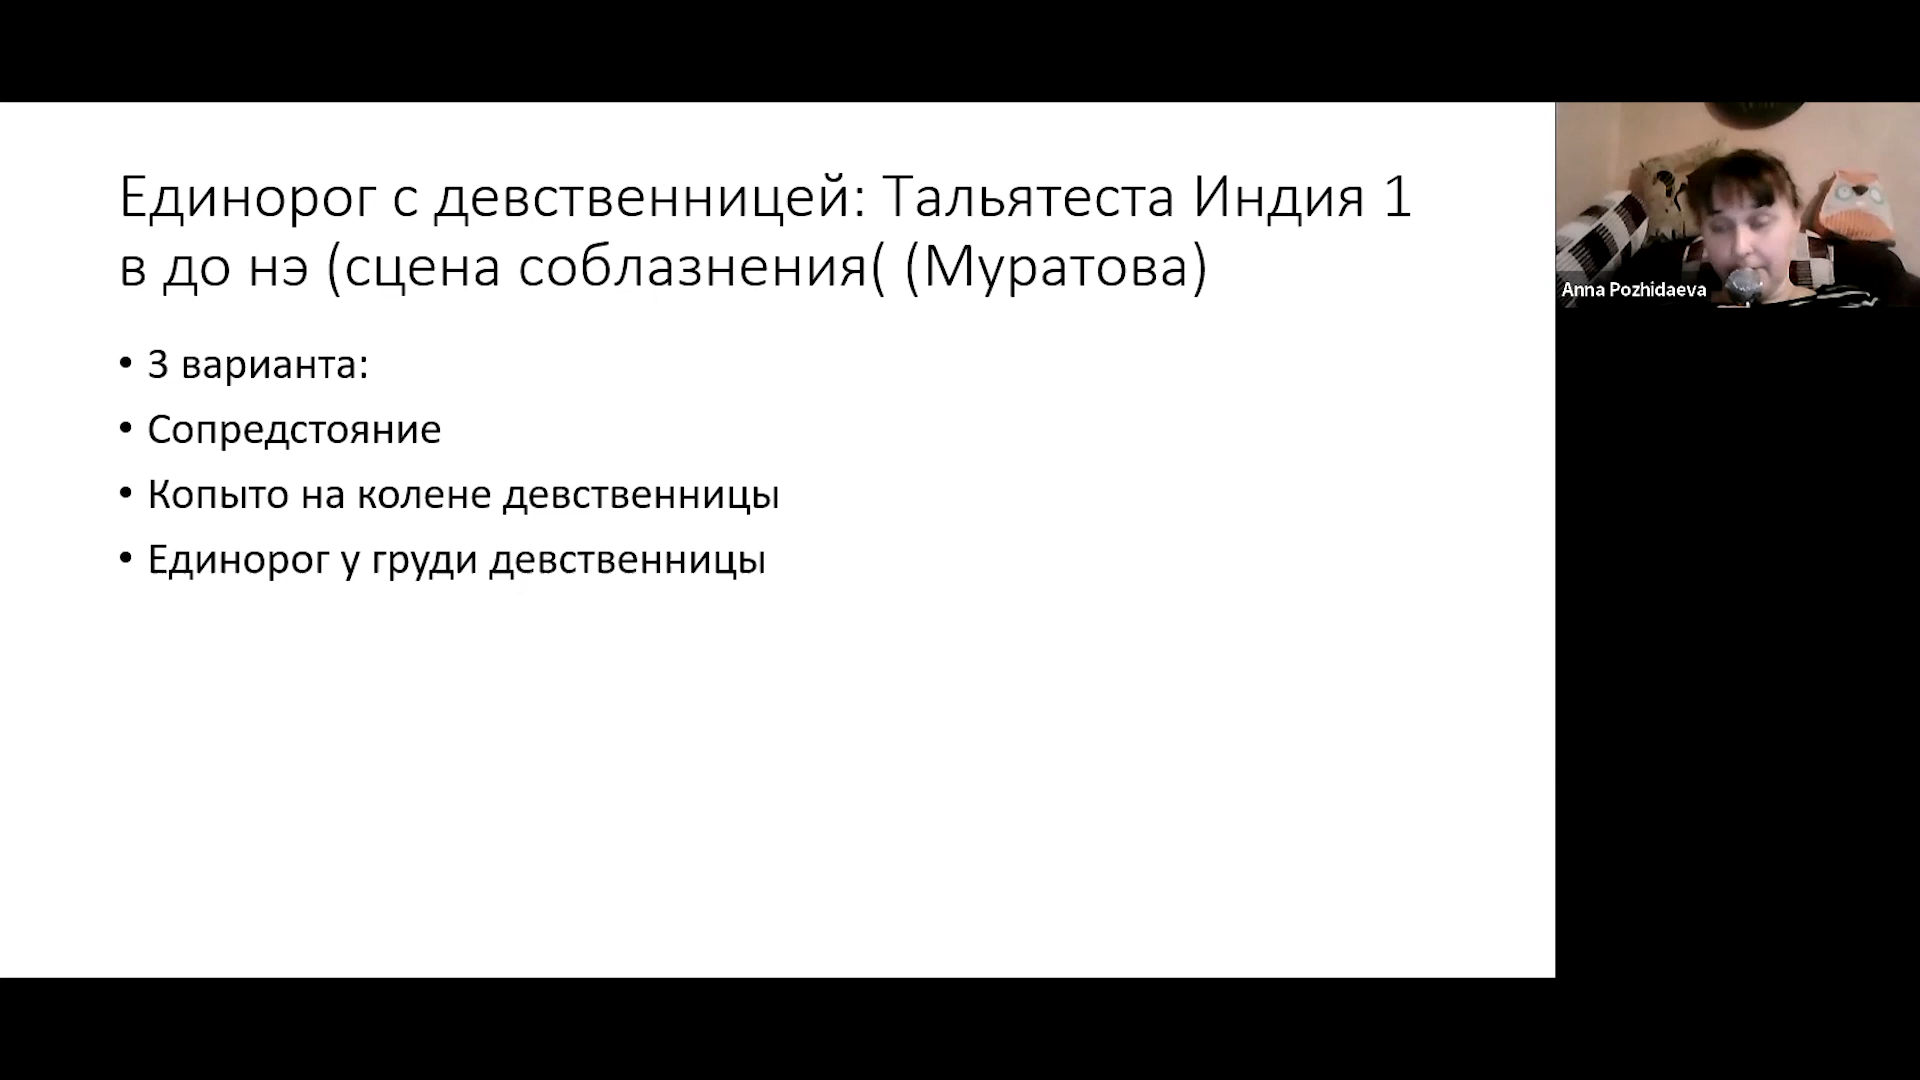 Единорог с девственницей: Тальятеста Индия 1
в до нэ (сцена соблазнения( (Муратова)
• 3 варианта:
• Сопредстояние
• Копыто на колене девственницы
• Единорог у груди девственницы
Anna Pozhidaeva